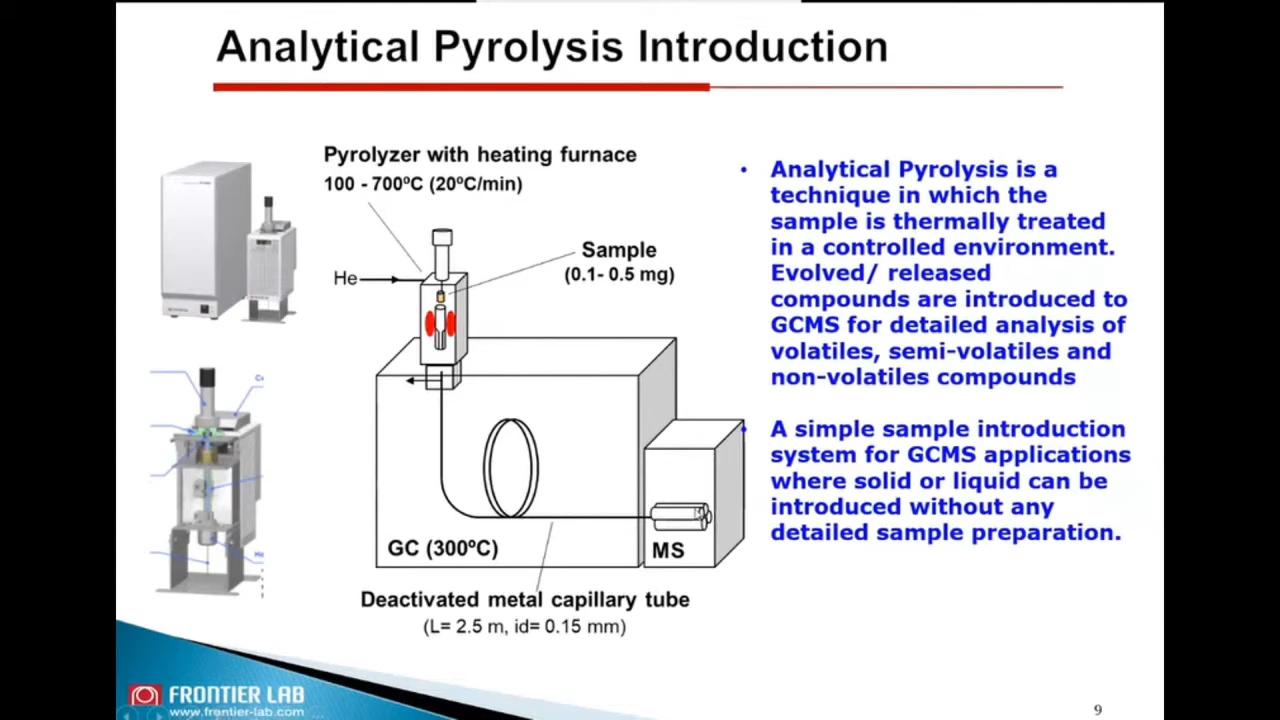 Analytical Pyrolysis Introduction
Pyrolyzer with heating furnace
100 - 700ºC (20ºC/min)
Sample
(0.1- 0.5 mg)
He
GC (300ºC)
MS
Deactivated metal capillary tube
(L= 2.5 m, id= 0.15 mm)
• Analytical Pyrolysis is a
technique in which the
sample is thermally treated
in a controlled environment.
Evolved/ released
compounds are introduced to
GCMS for detailed analysis of
volatiles, semi-volatiles and
non-volatiles compounds
• A simple sample introduction
system for GCMS applications
where solid or liquid can be
introduced without any
detailed sample preparation.
FRONTIER LAB
www.frontier-lab.com
9